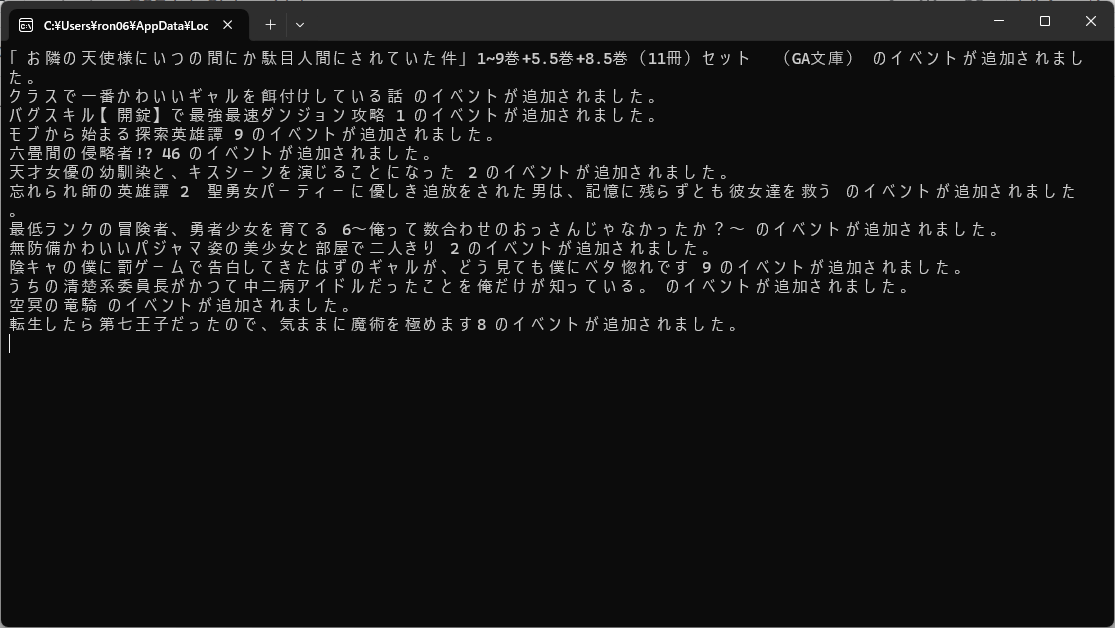 C:¥Users¥ron06¥AppData¥Loc
「お隣の天使様にいつの間にか駄目人間にされていた件」1~9巻+5.5巻+8.5巻（11冊）セット　（GA文庫） のイベントが追加されまし
た。
クラスで一番かわいいギャルを餌付けしている話 のイベントが追加されました。
バグスキル【開錠】で最強最速ダンジョン攻略 1 のイベントが追加されました。
モブから始まる探索英雄譚 9 のイベントが追加されました。
六畳間の侵略者!? 46 のイベントが追加されました。
天才女優の幼馴染と、キスシーンを演じることになった 2 のイベントが追加されました。
忘れられ師の英雄譚 2　聖勇女パーティーに優しき追放をされた男は、記憶に残らずとも彼女達を救う のイベントが追加されました
。
最低ランクの冒険者、勇者少女を育てる 6～俺って数合わせのおっさんじゃなかったか？～ のイベントが追加されました。
無防備かわいいパジャマ姿の美少女と部屋で二人きり 2 のイベントが追加されました。
陰キャの僕に罰ゲームで告白してきたはずのギャルが、どう見ても僕にベタ惚れです 9 のイベントが追加されました。
うちの清楚系委員長がかつて中二病アイドルだったことを俺だけが知っている。 のイベントが追加されました。
空冥の竜騎 のイベントが追加されました。
転生したら第七王子だったので、気ままに魔術を極めます8 のイベントが追加されました。